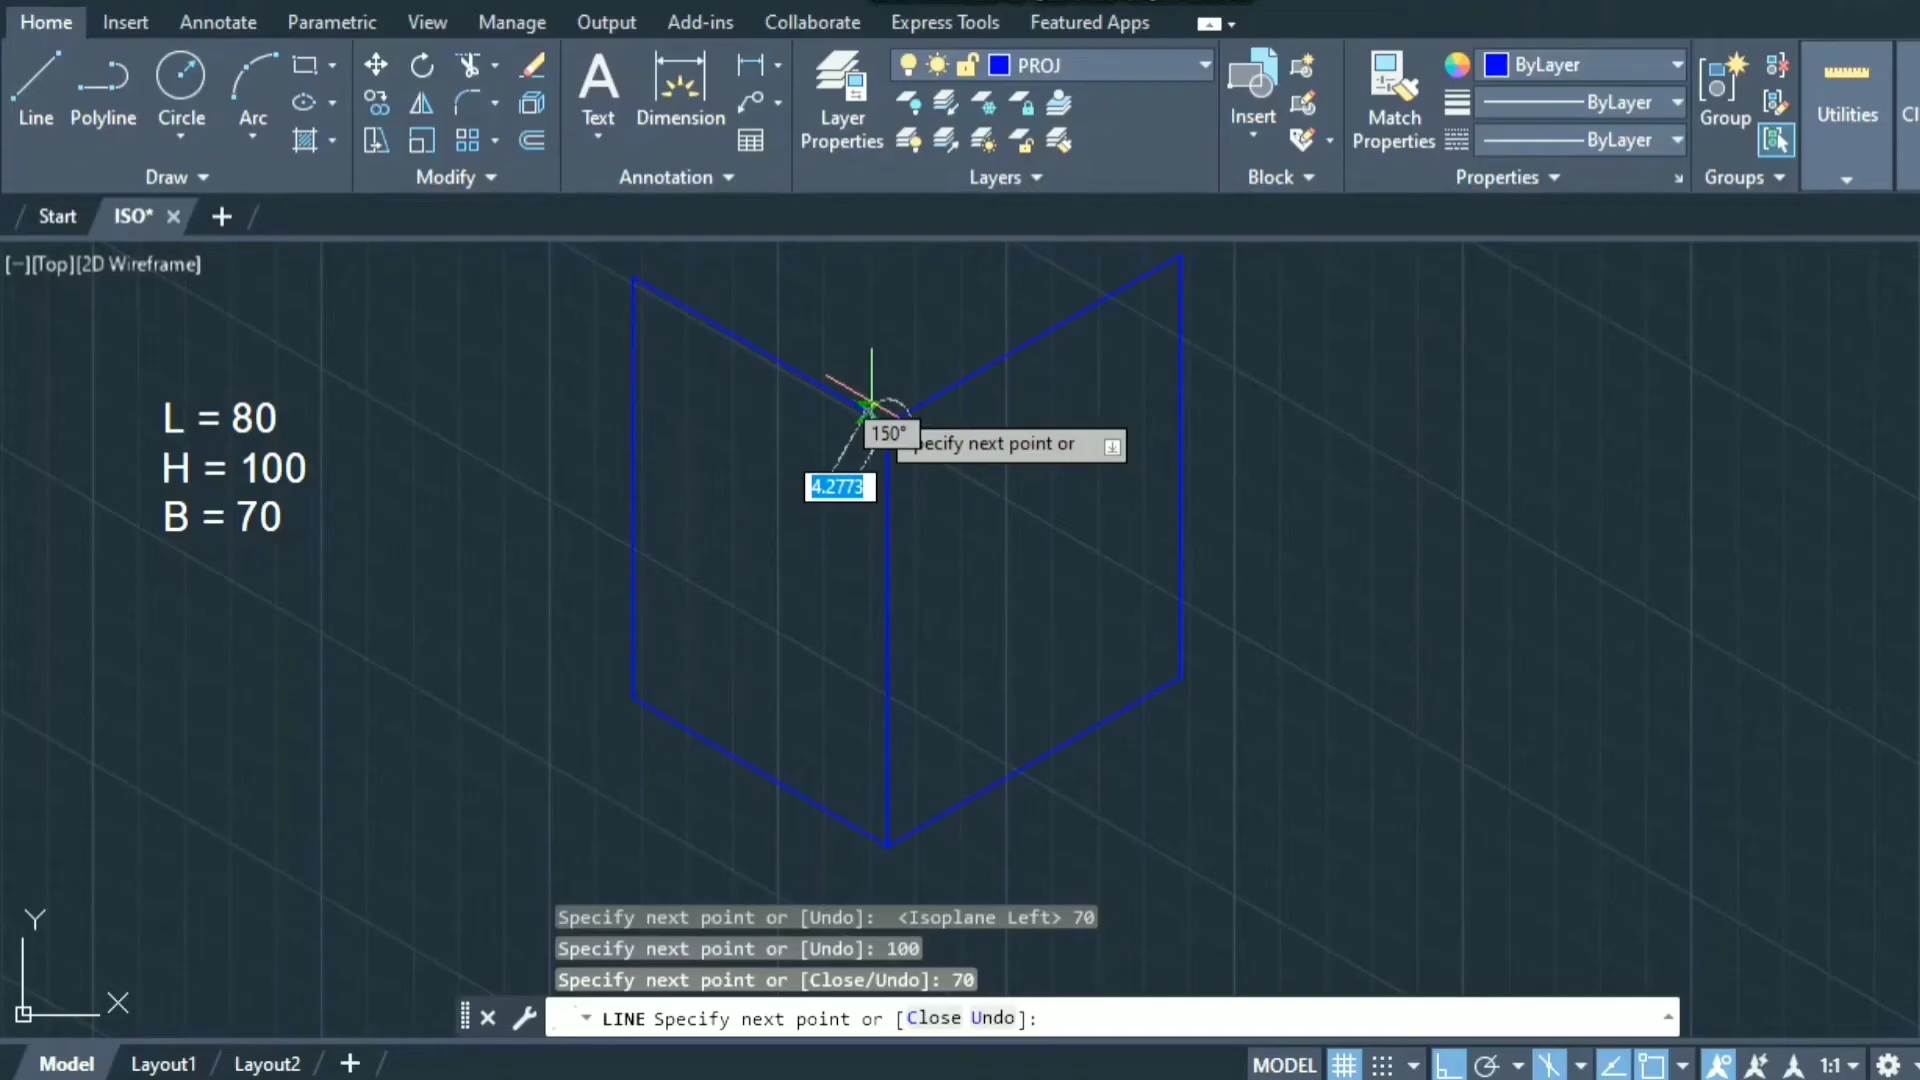 Home Insert Annotate Parametric View Manage Output Add-ins Collaborate Express Tools Featured Apps
Line Polyline Circle Arc
Text Dimension
Layer Properties
PROJ
Insert
Match Properties
ByLayer
ByLayer
ByLayer
Group
Utilities
Draw Modify Annotation Layers Block Properties Groups
Start ISO*
[−][Top][2D Wireframe]
L = 80
H = 100
B = 70
150°
ecify next point or
4.2773
Y
X
Specify next point or [Undo]: <Isoplane Left> 70
Specify next point or [Undo]: 100
Specify next point or [Close/Undo]: 70
LINE Specify next point or [Close Undo]:
Model Layout1 Layout2 MODEL 1:1